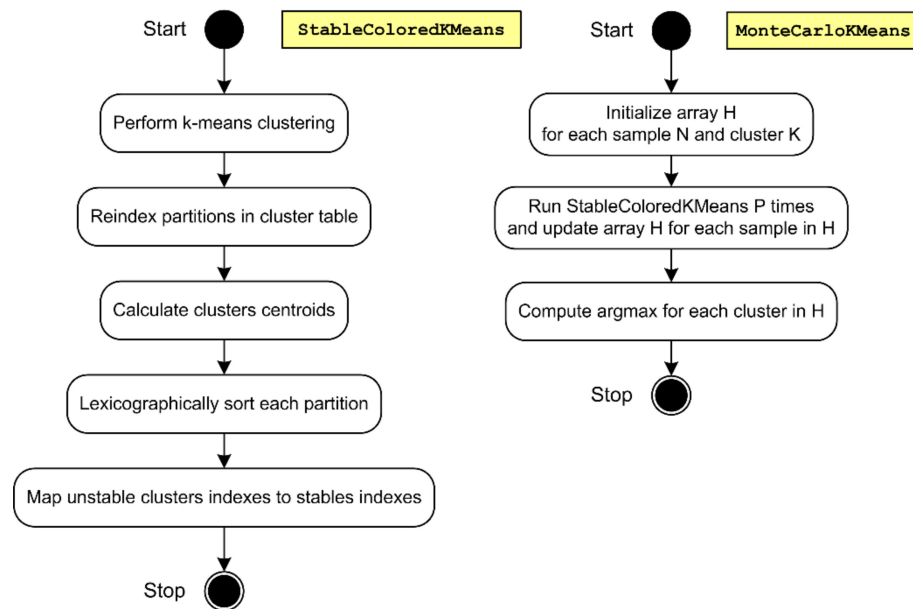 Start
StableColoredKMeans
Perform k-means clustering
Reindex partitions in cluster table
Calculate clusters centroids
Lexicographically sort each partition
Map unstable clusters indexes to stables indexes
Stop
Start
MonteCarloKMeans
Initialize array H
for each sample N and cluster K
Run StableColoredKMeans P times
and update array H for each sample in H
Compute argmax for each cluster in H
Stop